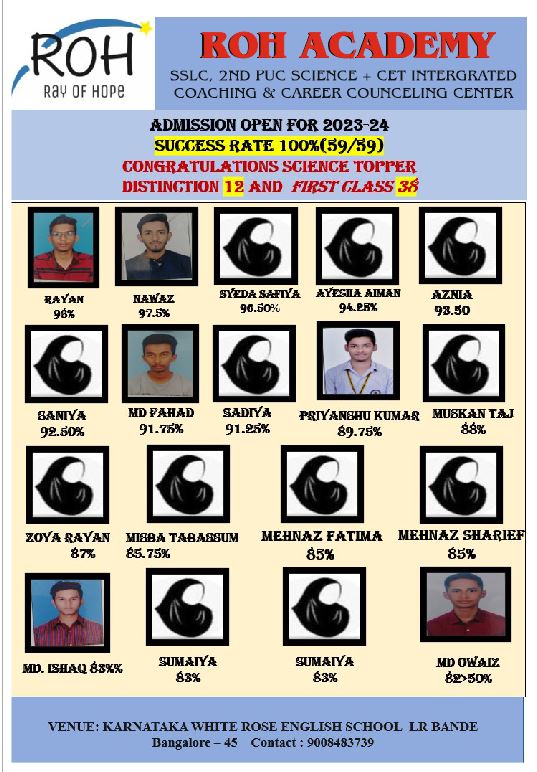 ROH
RAY OF HOPE
ROH ACADEMY
SSLC, 2ND PUC SCIENCE + CET INTERGRATED
COACHING & CAREER COUNCELING CENTER
ADMISSION OPEN FOR 2023-24
SUCCESS RATE 100%(59/59)
CONGRATULATIONS SCIENCE TOPPER
DISTINCTION 12 AND FIRST CLASS 38
RAYAN
98%
NAWAZ
97.5%
SYEDA SAFIYA
96.50%
AYESHA AIMAN
94.25%
AZNIA
93.50
SANIYA
92.50%
MD FAHAD
91.75%
SADIYA
91.25%
PRIYANSHU KUMAR
89.75%
MUSKAN TAJ
88%
ZOYA RAYAN
87%
MISBA TABASSUM
85.75%
MEHNAZ FATIMA
85%
MEHNAZ SHARIEF
85%
MD. ISHAQ 83%%
SUMAIYA
83%
SUMAIYA
83%
MD OWAIZ
82>50%
VENUE: KARNATAKA WHITE ROSE ENGLISH SCHOOL L.R BANDE
Bangalore – 45 Contact : 9008483739